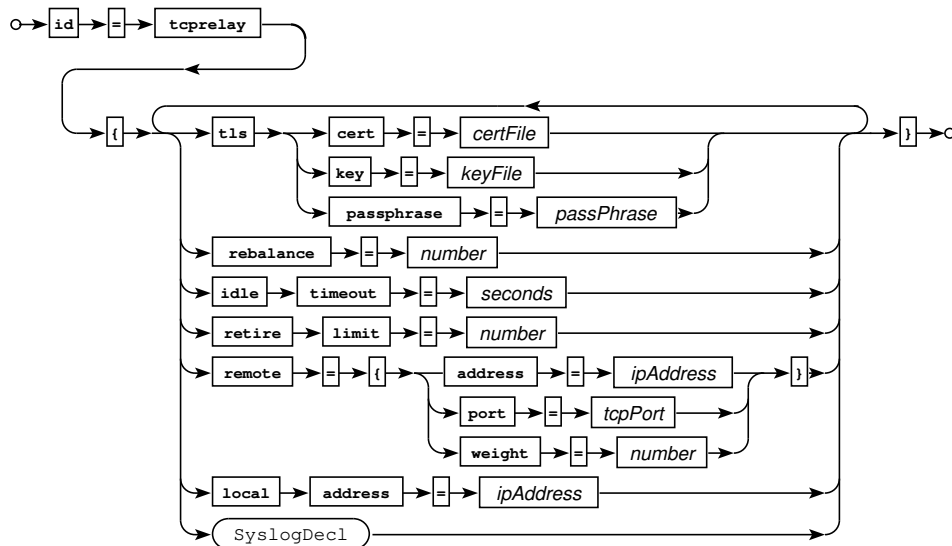 id = tcprelay
{ tls cert = certFile }
key = keyFile
passphrase = passPhrase
rebalance = number
idle timeout = seconds
retire limit = number
remote = { address = ipAddress }
port = tcpPort
weight = number
local address = ipAddress
SyslogDecl